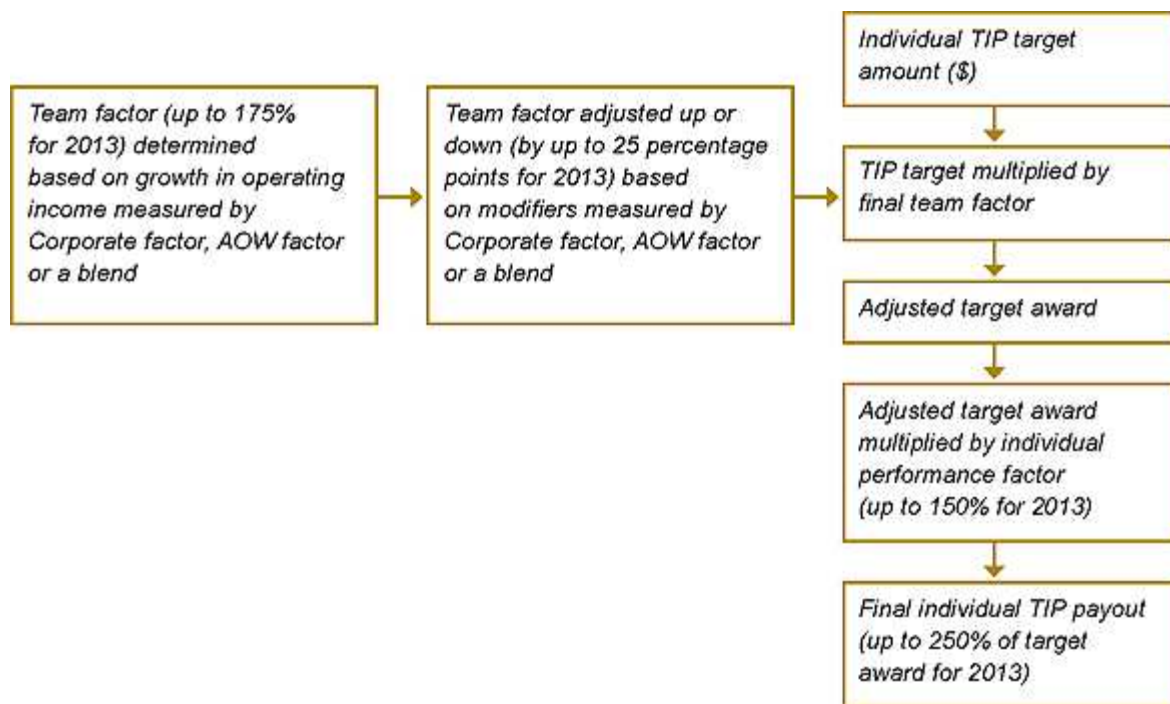 Team factor (up to 175%
for 2013) determined
based on growth in operating
income measured by
Corporate factor, AOW factor
or a blend
Team factor adjusted up or
down (by up to 25 percentage
points for 2013) based
on modifiers measured by
Corporate factor, AOW factor
or a blend
Individual TIP target
amount ($)
TIP target multiplied by
final team factor
Adjusted target award
Adjusted target award
multiplied by individual
performance factor
(up to 150% for 2013)
Final individual TIP payout
(up to 250% of target
award for 2013)